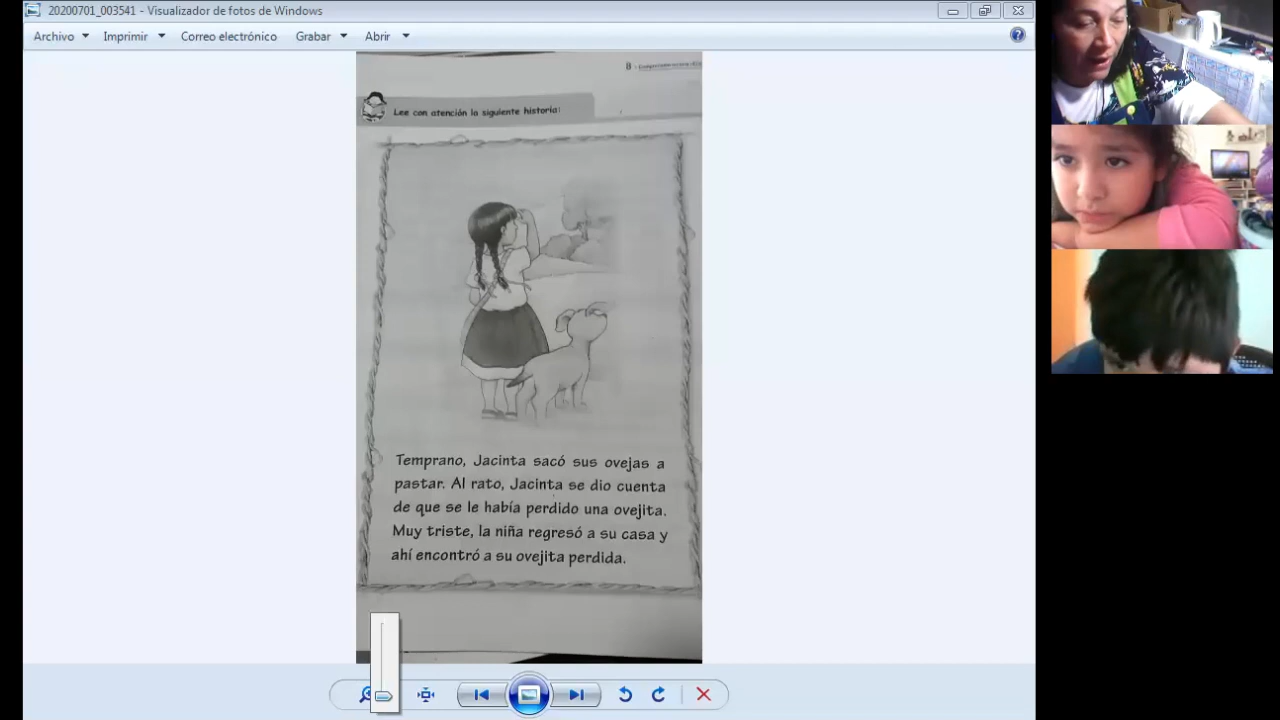 20200701_003541 - Visualizador de fotos de Windows
Archivo Imprimir Correo electrónico Grabar Abrir
8
Lee con atención la siguiente historia:
Temprano, Jacinta sacó sus ovejas a
pastar. Al rato, Jacinta se dio cuenta
de que se le había perdido una ovejita.
Muy triste, la niña regresó a su casa y
ahí encontró a su ovejita perdida.